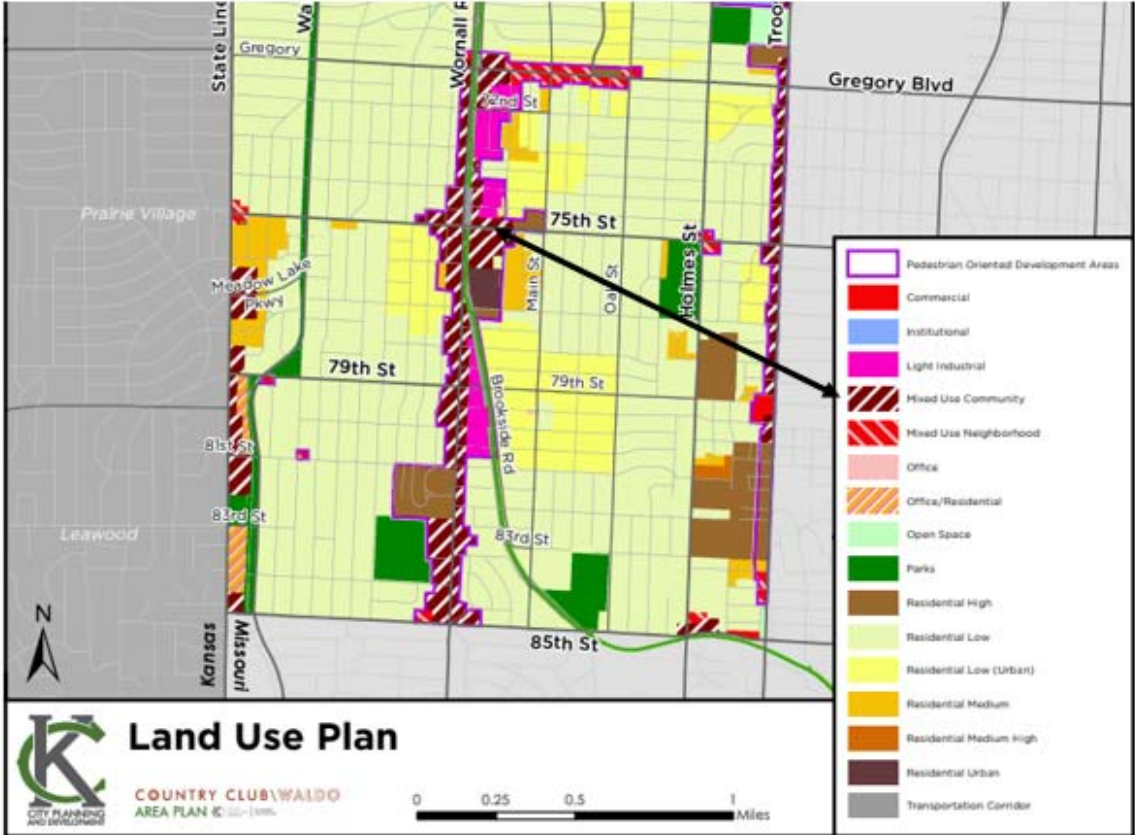 State Line
Wa
Wornall R
Troo
Gregory
Gregory Blvd
2nd St
Prairie Village
75th St
Meadow Lake
Pkwy
Main St
Oak St
Holmes St
79th St
79th St
Brookside Rd
81st St
83rd St
Leawood
83rd St
N
85th St
Kansas
Missouri
Pedestrian Oriented Development Areas
Commercial
Institutional
Light Industrial
Mixed Use Community
Mixed Use Neighborhood
Office
Office/Residential
Open Space
Parks
Residential High
Residential Low
Residential Low (Urban)
Residential Medium
Residential Medium High
Residential Urban
Transportation Corridor
KC
CITY PLANNING
AND DEVELOPMENT
Land Use Plan
COUNTRY CLUB\WALDO
AREA PLAN
0 0.25 0.5 1
Miles